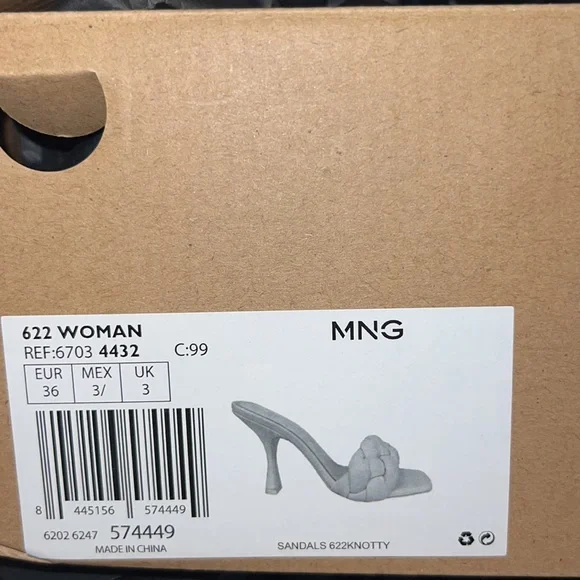 622 WOMAN
MNG
REF:6703 4432 C:99
EUR MEX UK
36 3/ 3
8 445156 574449
6202 6247 574449
MADE IN CHINA
SANDALS 622KNOTTY